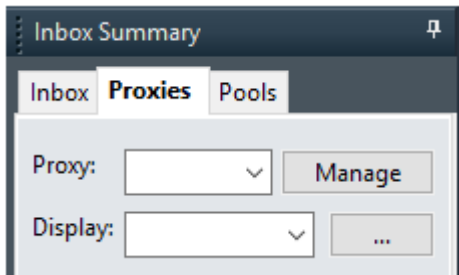 Inbox Summary
Inbox Proxies Pools
Proxy: Manage
Display: ...